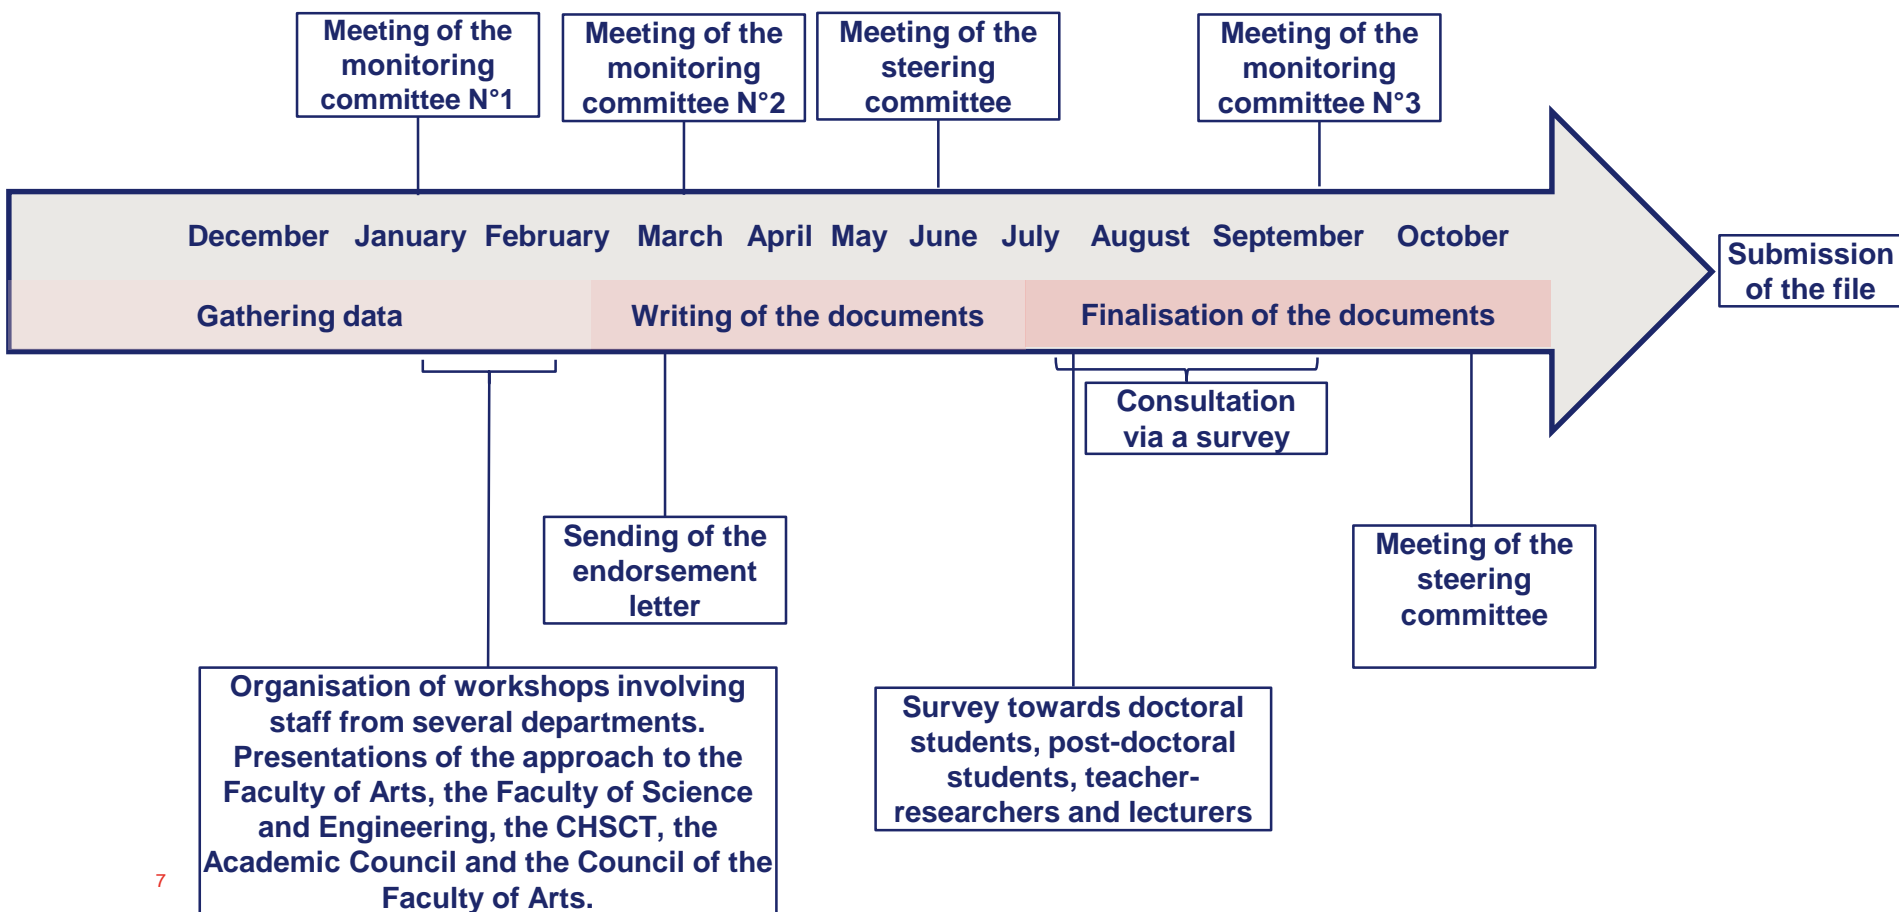 Meeting of the
monitoring
committee N°1
Meeting of the
monitoring
committee N°2
Meeting of the
steering
committee
Meeting of the
monitoring
committee N°3
December January February March April May June July August September October
Gathering data
Writing of the documents
Finalisation of the documents
Submission
of the file
Consultation
via a survey
Sending of the
endorsement
letter
Meeting of the
steering
committee
Organisation of workshops involving
staff from several departments.
Presentations of the approach to the
Faculty of Arts, the Faculty of Science
and Engineering, the CHSCT, the
Academic Council and the Council of the
Faculty of Arts.
Survey towards doctoral
students, post-doctoral
students, teacher-
researchers and lecturers
7